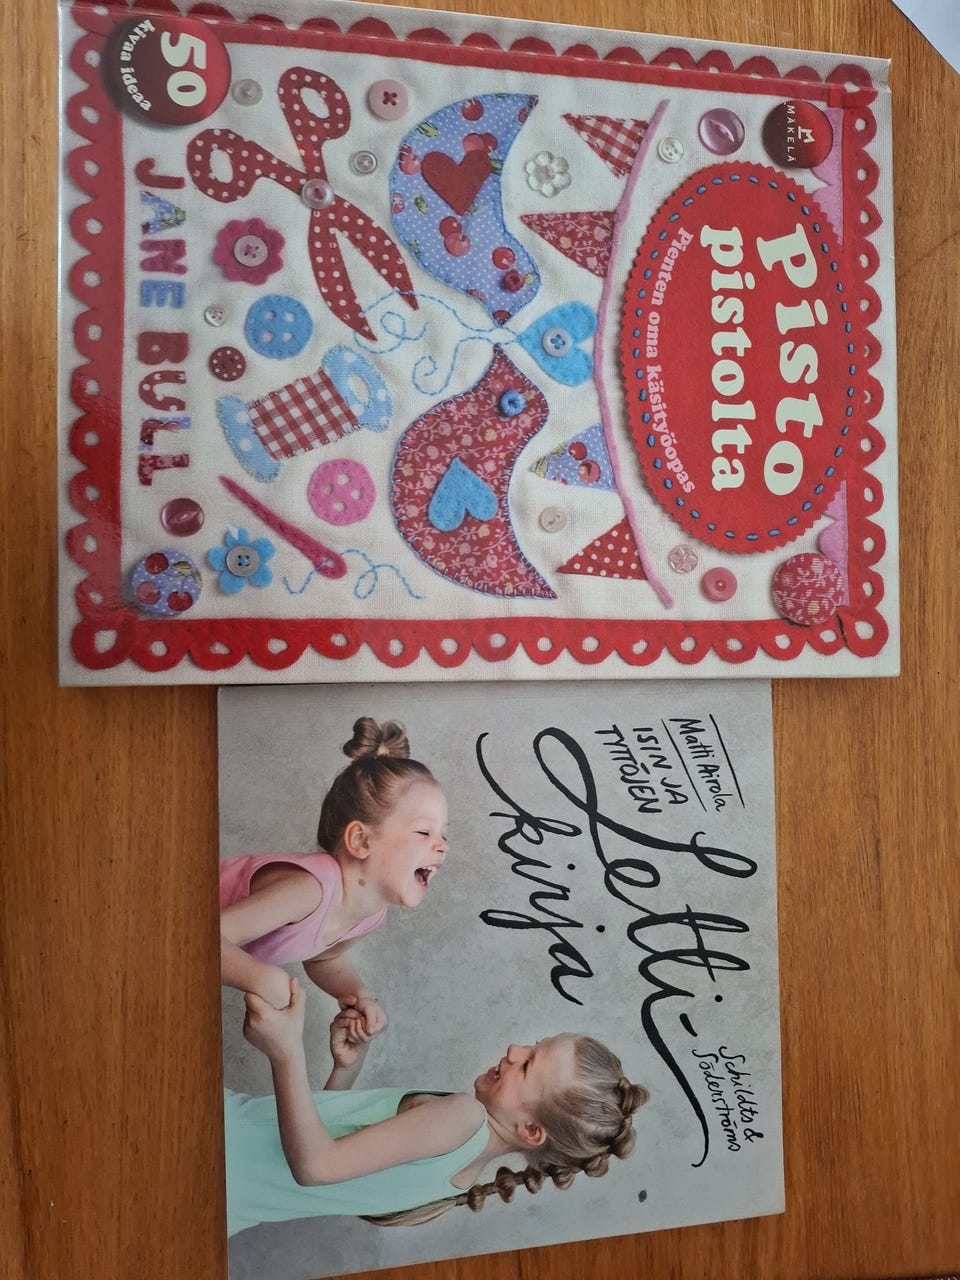 M
MÄKELÄ
Pisto
pistolta
Pienten oma käsityöopas
50
kivaa ideaa
JANE BULL
Matti Airola
ISIN JA
TYTTÖJEN
Letti-
kirja
Schildts &
Söderströms